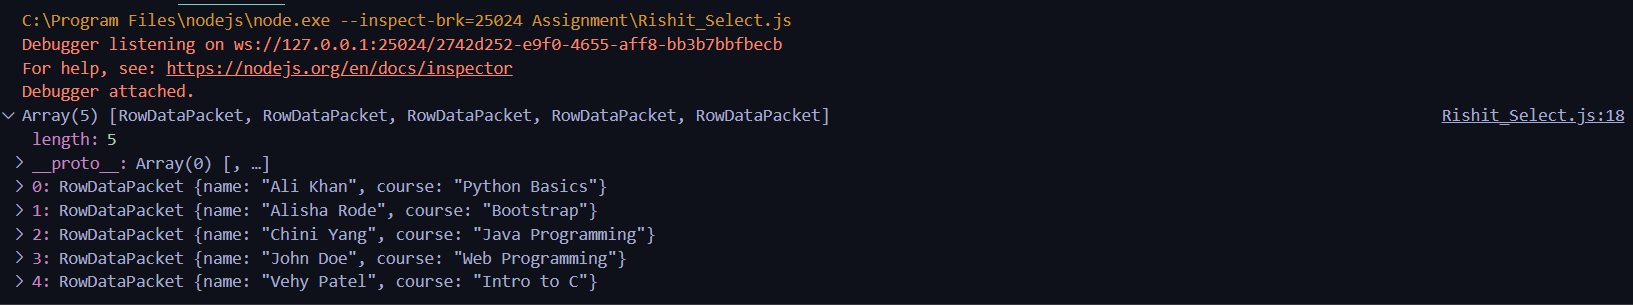 C:\Program Files\nodejs\node.exe --inspect-brk=25024 Assignment\Rishit_Select.js
Debugger listening on ws://127.0.0.1:25024/2742d252-e9f0-4655-aff8-bb3b7bbfbecb
For help, see: https://nodejs.org/en/docs/inspector
Debugger attached.
Array(5) [RowDataPacket, RowDataPacket, RowDataPacket, RowDataPacket, RowDataPacket] Rishit_Select.js:18
length: 5
__proto__: Array(0) [, …]
0: RowDataPacket {name: "Ali Khan", course: "Python Basics"}
1: RowDataPacket {name: "Alisha Rode", course: "Bootstrap"}
2: RowDataPacket {name: "Chini Yang", course: "Java Programming"}
3: RowDataPacket {name: "John Doe", course: "Web Programming"}
4: RowDataPacket {name: "Vehy Patel", course: "Intro to C"}